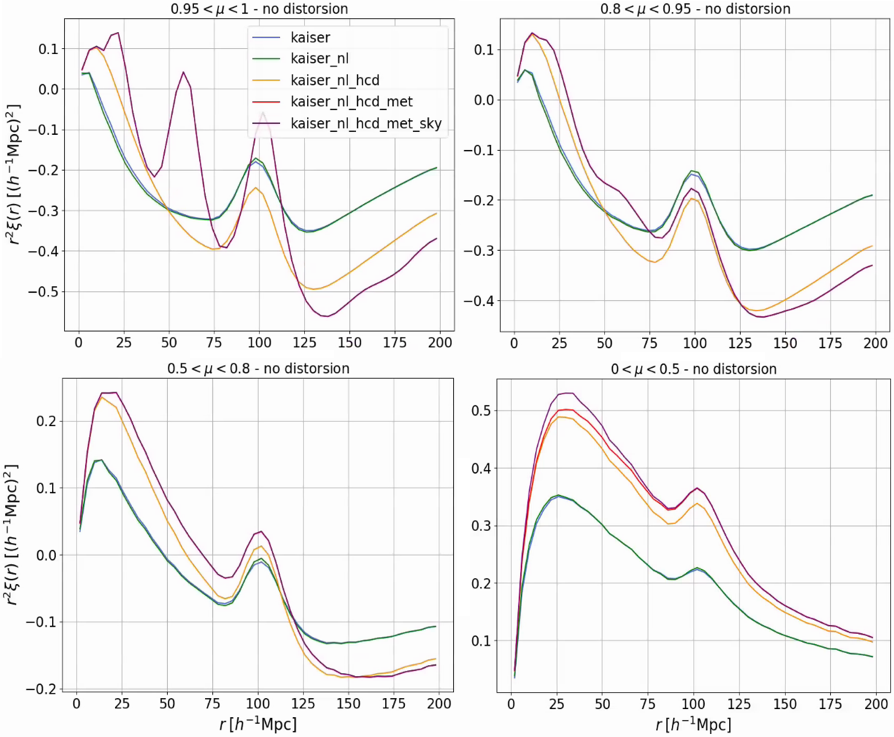 0.95 < μ < 1 - no distorsion
0.8 < μ < 0.95 - no distorsion
r²ξ(r) [(h⁻¹Mpc)²]
0.1
0.0
−0.1
−0.2
−0.3
−0.4
−0.5
kaiser
kaiser_nl
kaiser_nl_hcd
kaiser_nl_hcd_met
kaiser_nl_hcd_met_sky
0 25 50 75 100 125 150 175 200
0.1
0.0
−0.1
−0.2
−0.3
−0.4
0 25 50 75 100 125 150 175 200
0.5 < μ < 0.8 - no distorsion
0 < μ < 0.5 - no distorsion
r²ξ(r) [(h⁻¹Mpc)²]
0.2
0.1
0.0
−0.1
−0.2
0 25 50 75 100 125 150 175 200
r [h⁻¹Mpc]
0.5
0.4
0.3
0.2
0.1
0 25 50 75 100 125 150 175 200
r [h⁻¹Mpc]